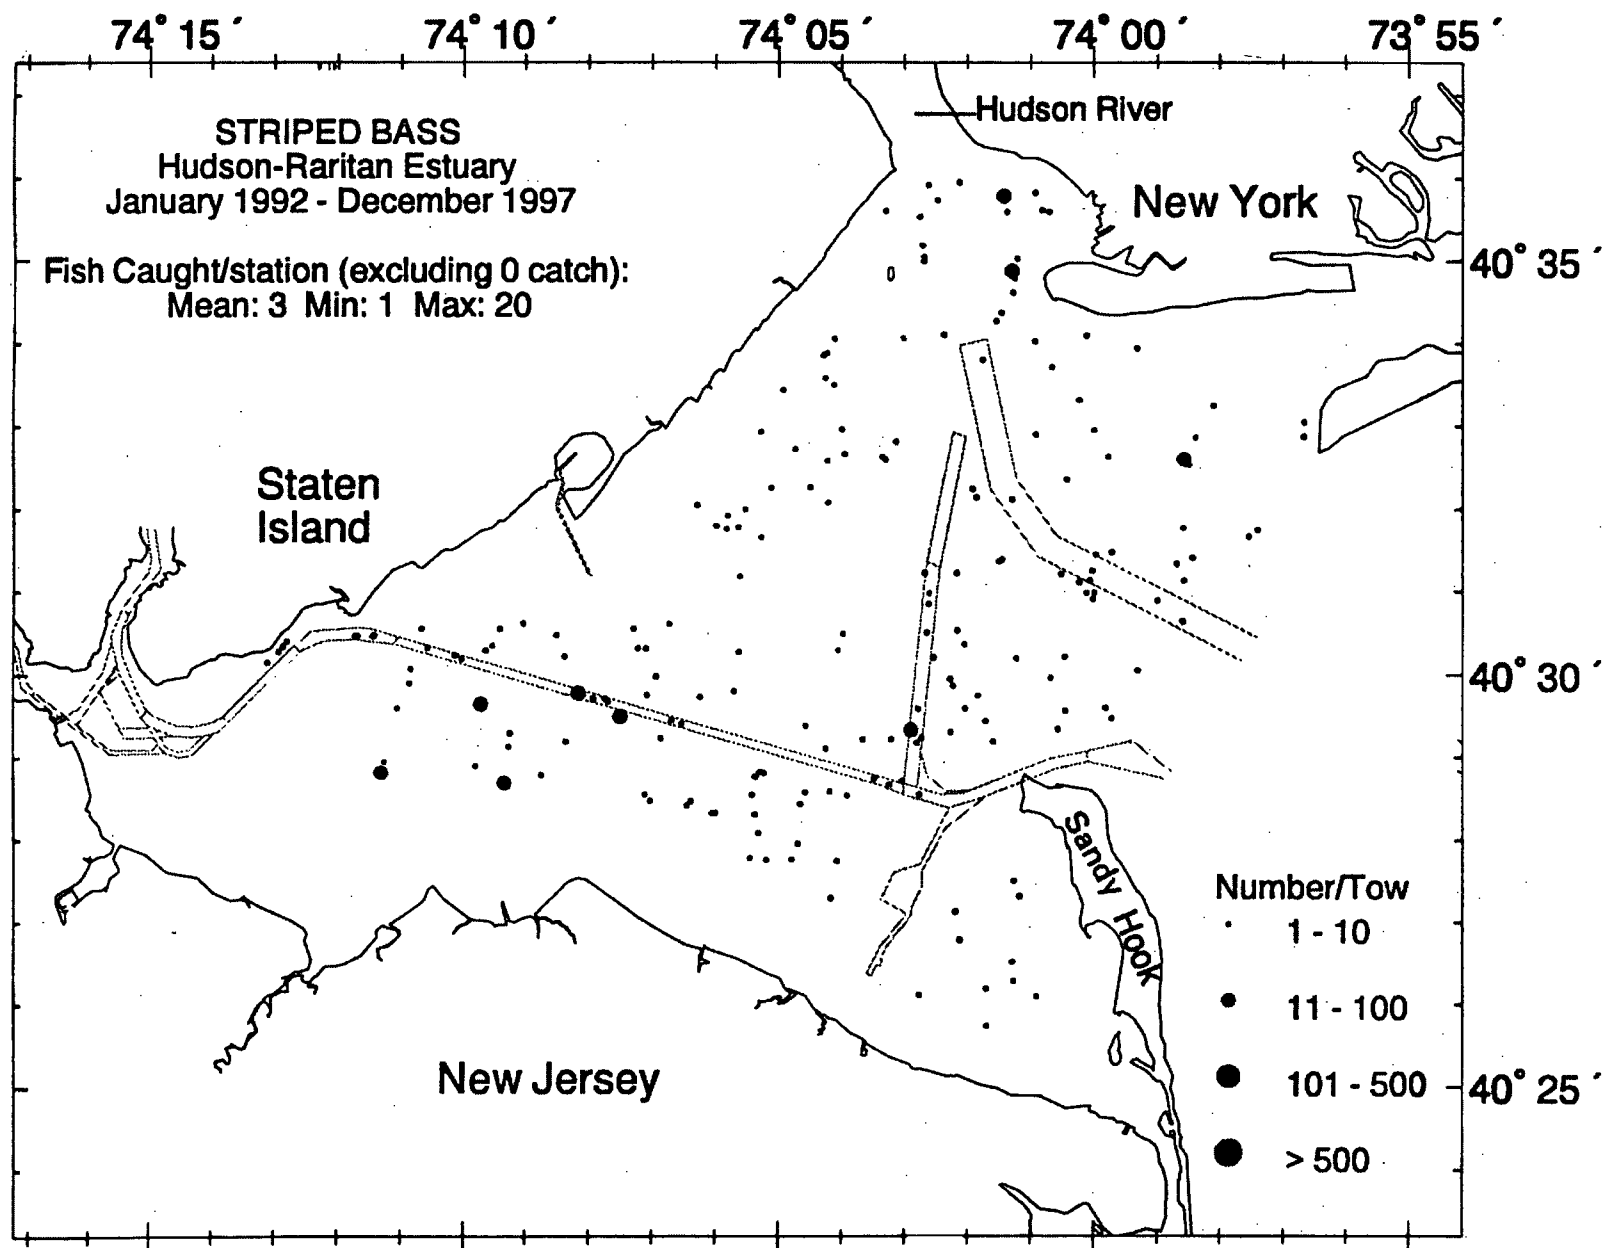 74° 15 ´ 74° 10 ´ 74° 05 ´ 74° 00 ´ 73° 55 ´
Hudson River
STRIPED BASS
Hudson-Raritan Estuary
January 1992 - December 1997
New York
Fish Caught/station (excluding 0 catch):
Mean: 3 Min: 1 Max: 20
40° 35 ´
Staten
Island
40° 30 ´
Sandy Hook
Number/Tow
1 - 10
11 - 100
New Jersey
101 - 500
40° 25 ´
> 500